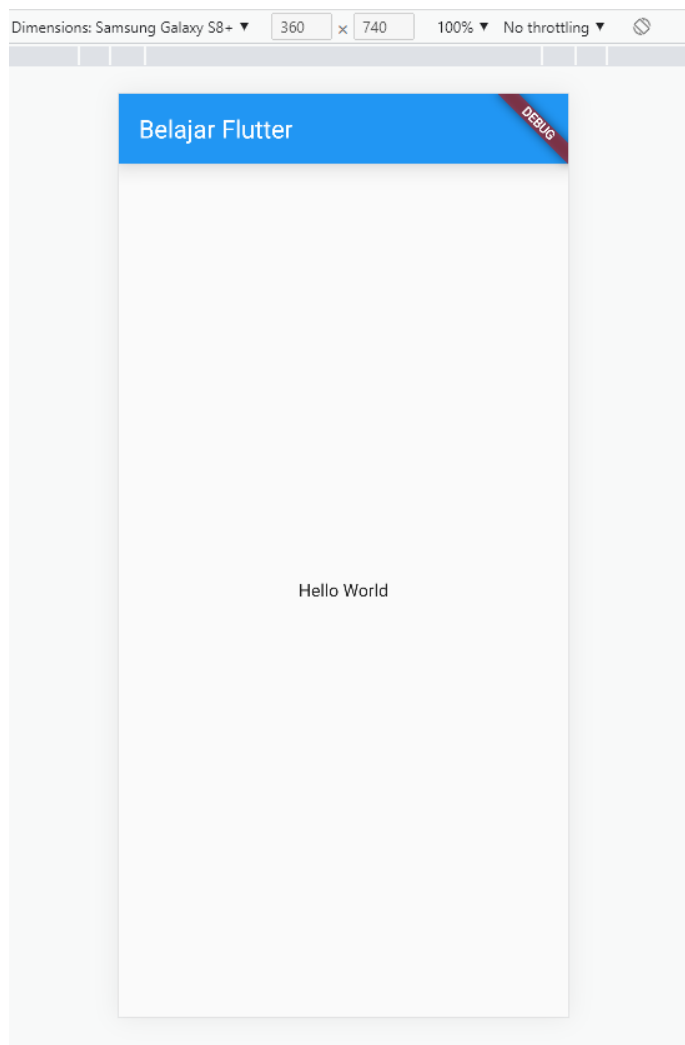 Dimensions: Samsung Galaxy S8+ ▼ 360 x 740 100% ▼ No throttling ▼
Belajar Flutter
DEBUG
Hello World